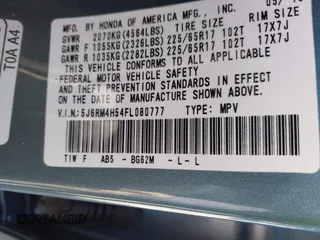 MFD. BY HONDA OF AMERICA MFG., INC.
GVWR 2070KG(4564LBS) TIRE SIZE RIM SIZE
GAWR F 1055KG(2326LBS) 225/65R17 102T 17X7J
GAWR R 1035KG(2282LBS) 225/65R17 102T 17X7J
THIS VEHICLE CONFORMS TO ALL APPLICABLE
FEDERAL MOTOR VEHICLE SAFETY AND THEFT
PREVENTION STANDARDS IN EFFECT ON THE DATE
OF MANUFACTURE SHOWN ABOVE.
V.I.N.: 5J6RM4H54FL080777 TYPE: MPV
TIW F AB5 - BG62M - L - L
T0A A4